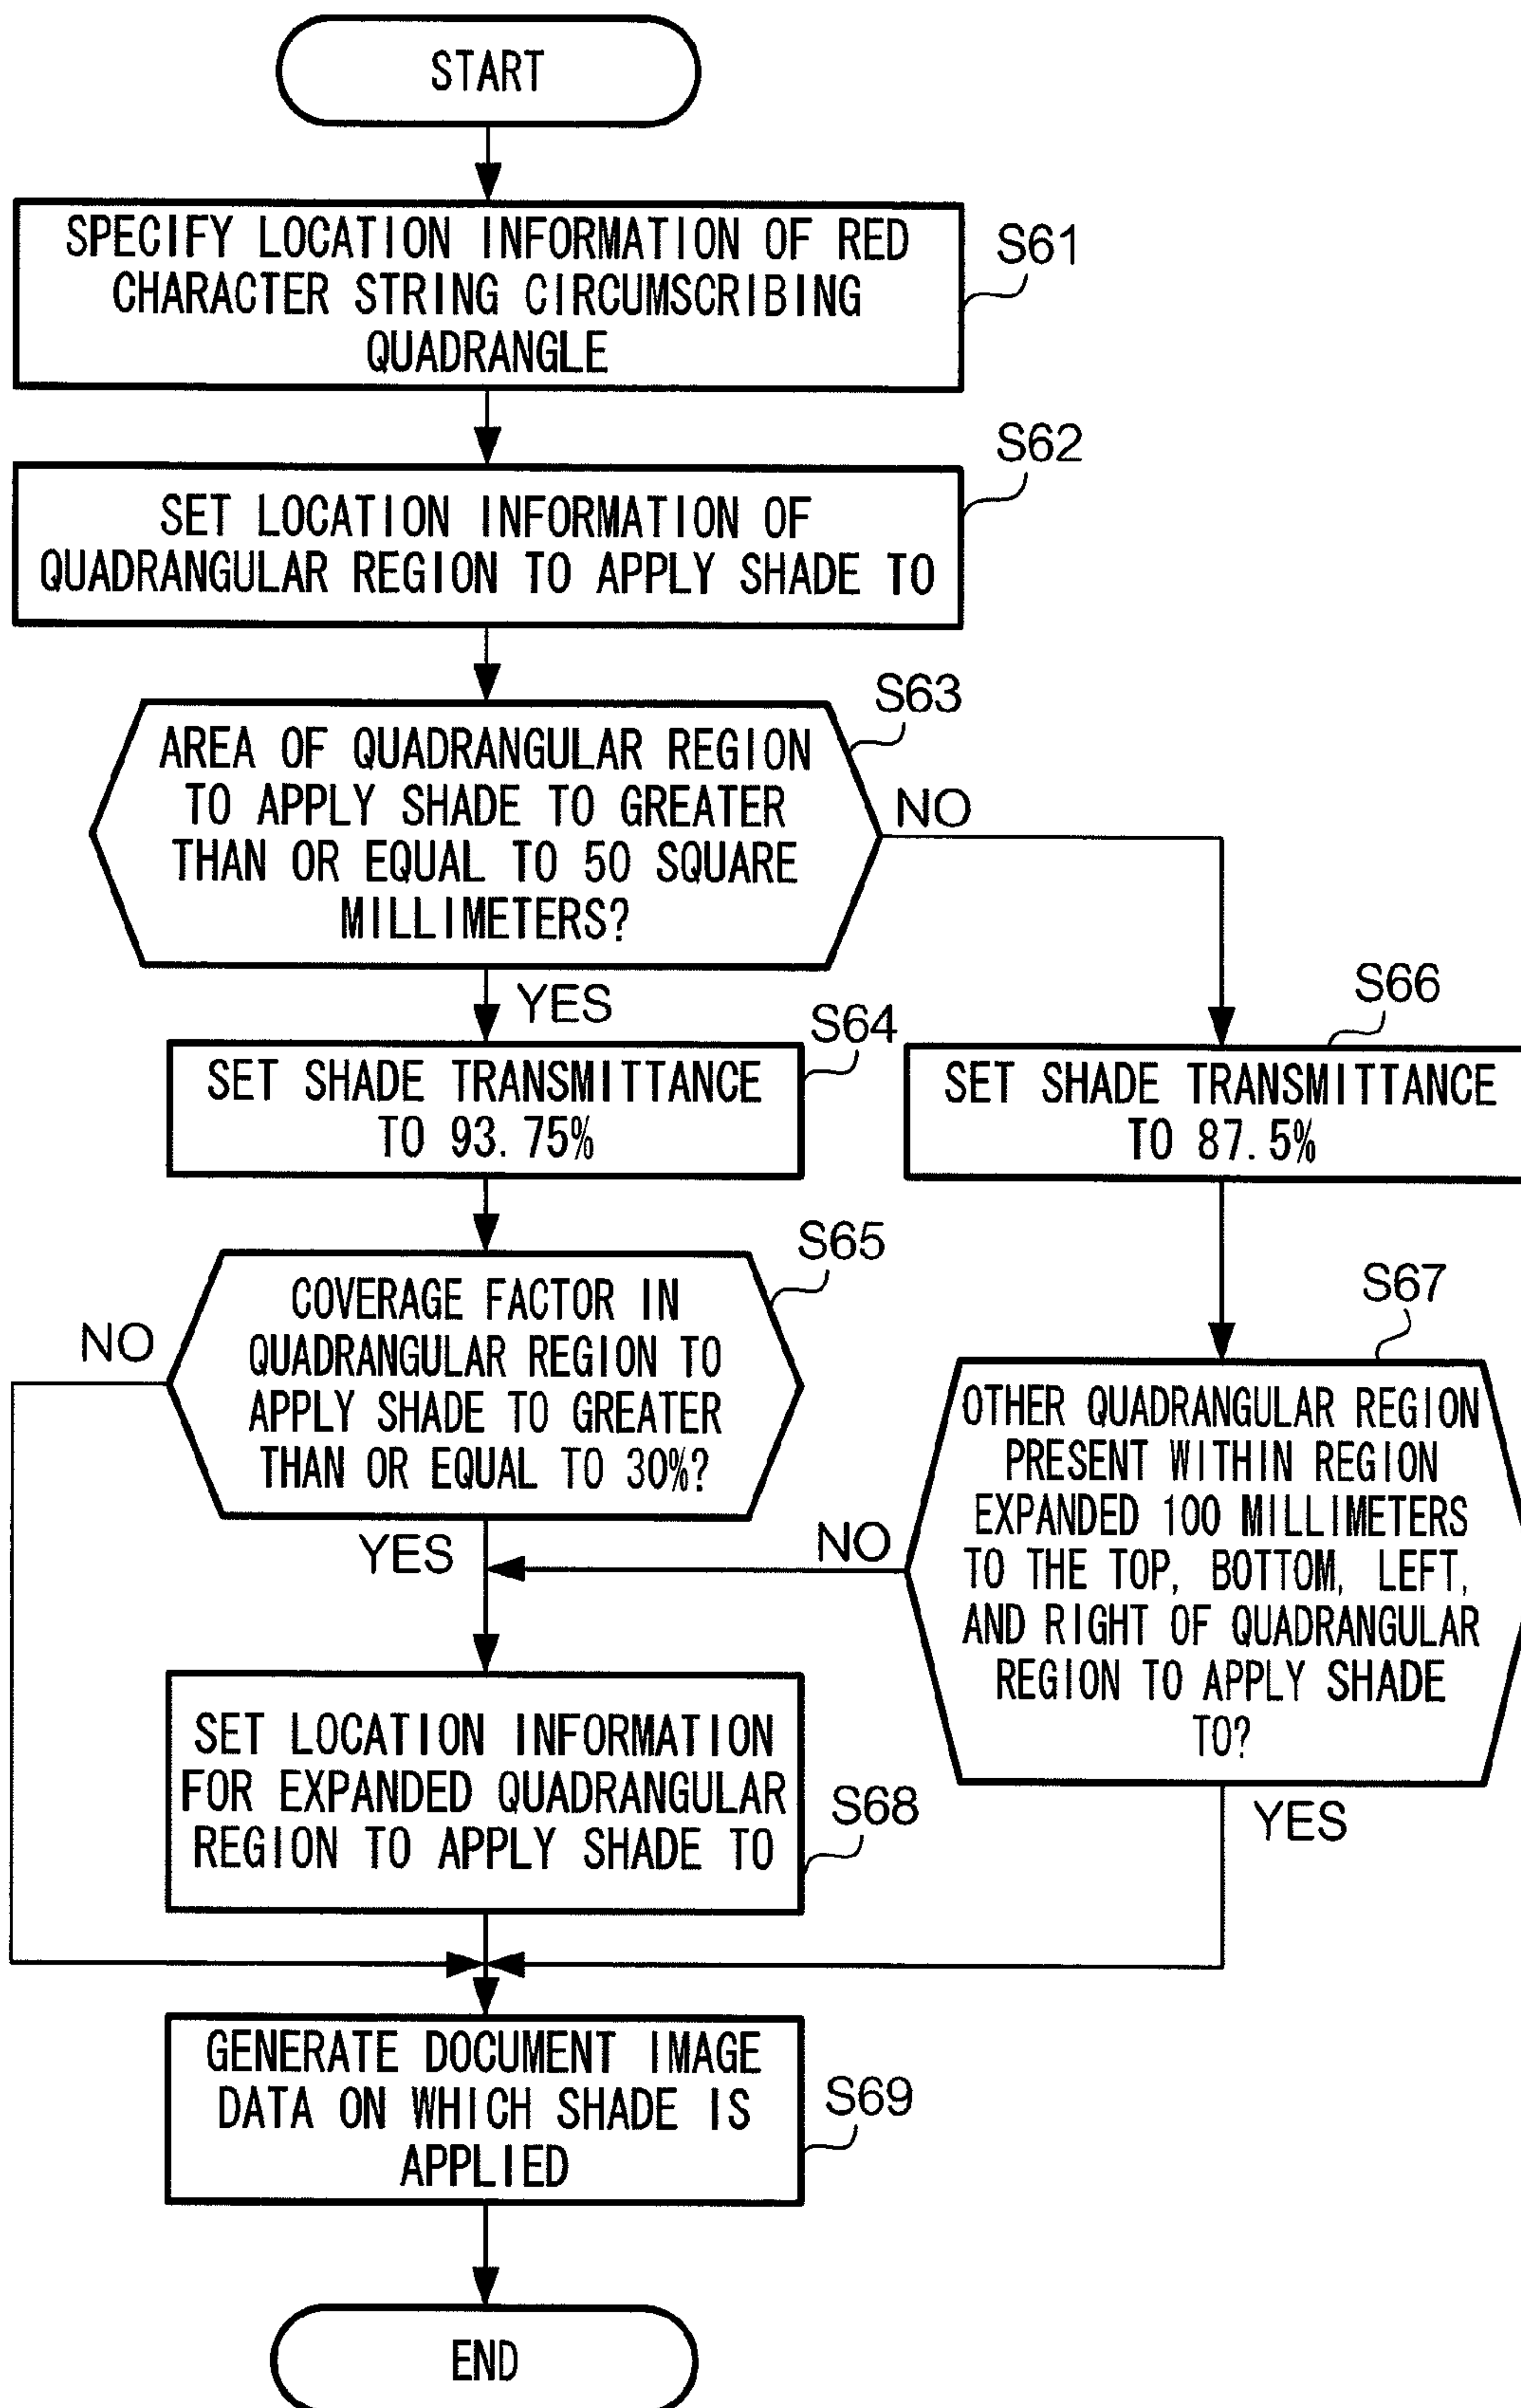 START
SPECIFY LOCATION INFORMATION OF RED
CHARACTER STRING CIRCUMSCRIBING
QUADRANGLE
S61
SET LOCATION INFORMATION OF
QUADRANGULAR REGION TO APPLY SHADE TO
S62
AREA OF QUADRANGULAR REGION
TO APPLY SHADE TO GREATER
THAN OR EQUAL TO 50 SQUARE
MILLIMETERS?
S63
NO
YES
SET SHADE TRANSMITTANCE
TO 93.75%
S64
SET SHADE TRANSMITTANCE
TO 87.5%
S66
COVERAGE FACTOR IN
QUADRANGULAR REGION TO
APPLY SHADE TO GREATER
THAN OR EQUAL TO 30%?
S65
NO
YES
OTHER QUADRANGULAR REGION
PRESENT WITHIN REGION
EXPANDED 100 MILLIMETERS
TO THE TOP, BOTTOM, LEFT,
AND RIGHT OF QUADRANGULAR
REGION TO APPLY SHADE
TO?
S67
NO
YES
SET LOCATION INFORMATION
FOR EXPANDED QUADRANGULAR
REGION TO APPLY SHADE TO
S68
GENERATE DOCUMENT IMAGE
DATA ON WHICH SHADE IS
APPLIED
S69
END